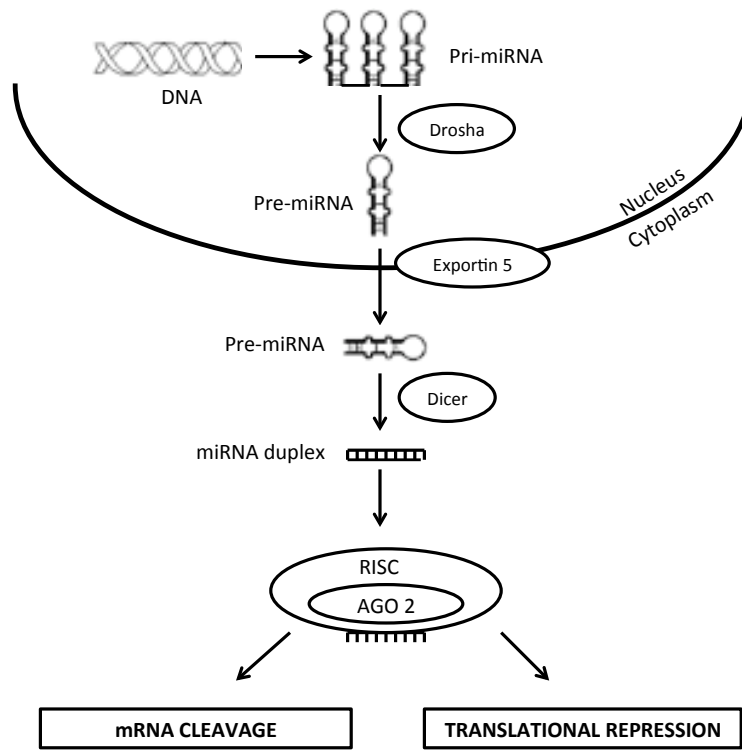 Pri-miRNA
DNA
Drosha
Pre-miRNA
Nucleus
Cytoplasm
Exportin 5
Pre-miRNA
Dicer
miRNA duplex
RISC
AGO 2
mRNA CLEAVAGE
TRANSLATIONAL REPRESSION